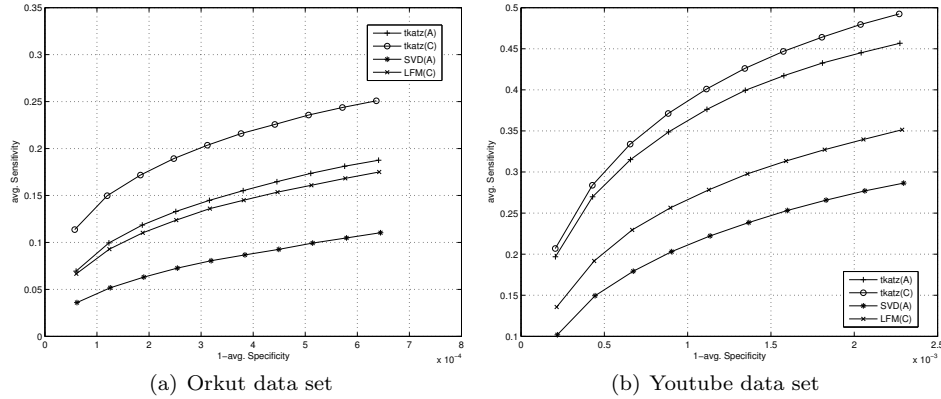 0.35
0.3
0.25
0.2
0.15
0.1
0.05
0
0 1 2 3 4 5 6 7 8
x 10⁻⁴
avg. Sensitivity
1−avg. Specificity
tkatz(A)
tkatz(C)
SVD(A)
LFM(C)
(a) Orkut data set
0.5
0.45
0.4
0.35
0.3
0.25
0.2
0.15
0.1
0 0.5 1 1.5 2 2.5
x 10⁻³
avg. Sensitivity
1−avg. Specificity
tkatz(A)
tkatz(C)
SVD(A)
LFM(C)
(b) Youtube data set